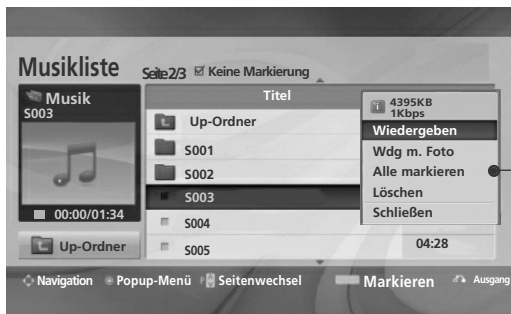 Musikliste
Seite2/3 Keine Markierung
Musik
S003
00:00/01:34
Up-Ordner
Titel
Up-Ordner
S001
S002
S003
S004
S005
04:28
4395KB
1Kbps
Wiedergeben
Wdg m. Foto
Alle markieren
Löschen
Schließen
Navigation Popup-Menü P Seitenwechsel Markieren Ausgang